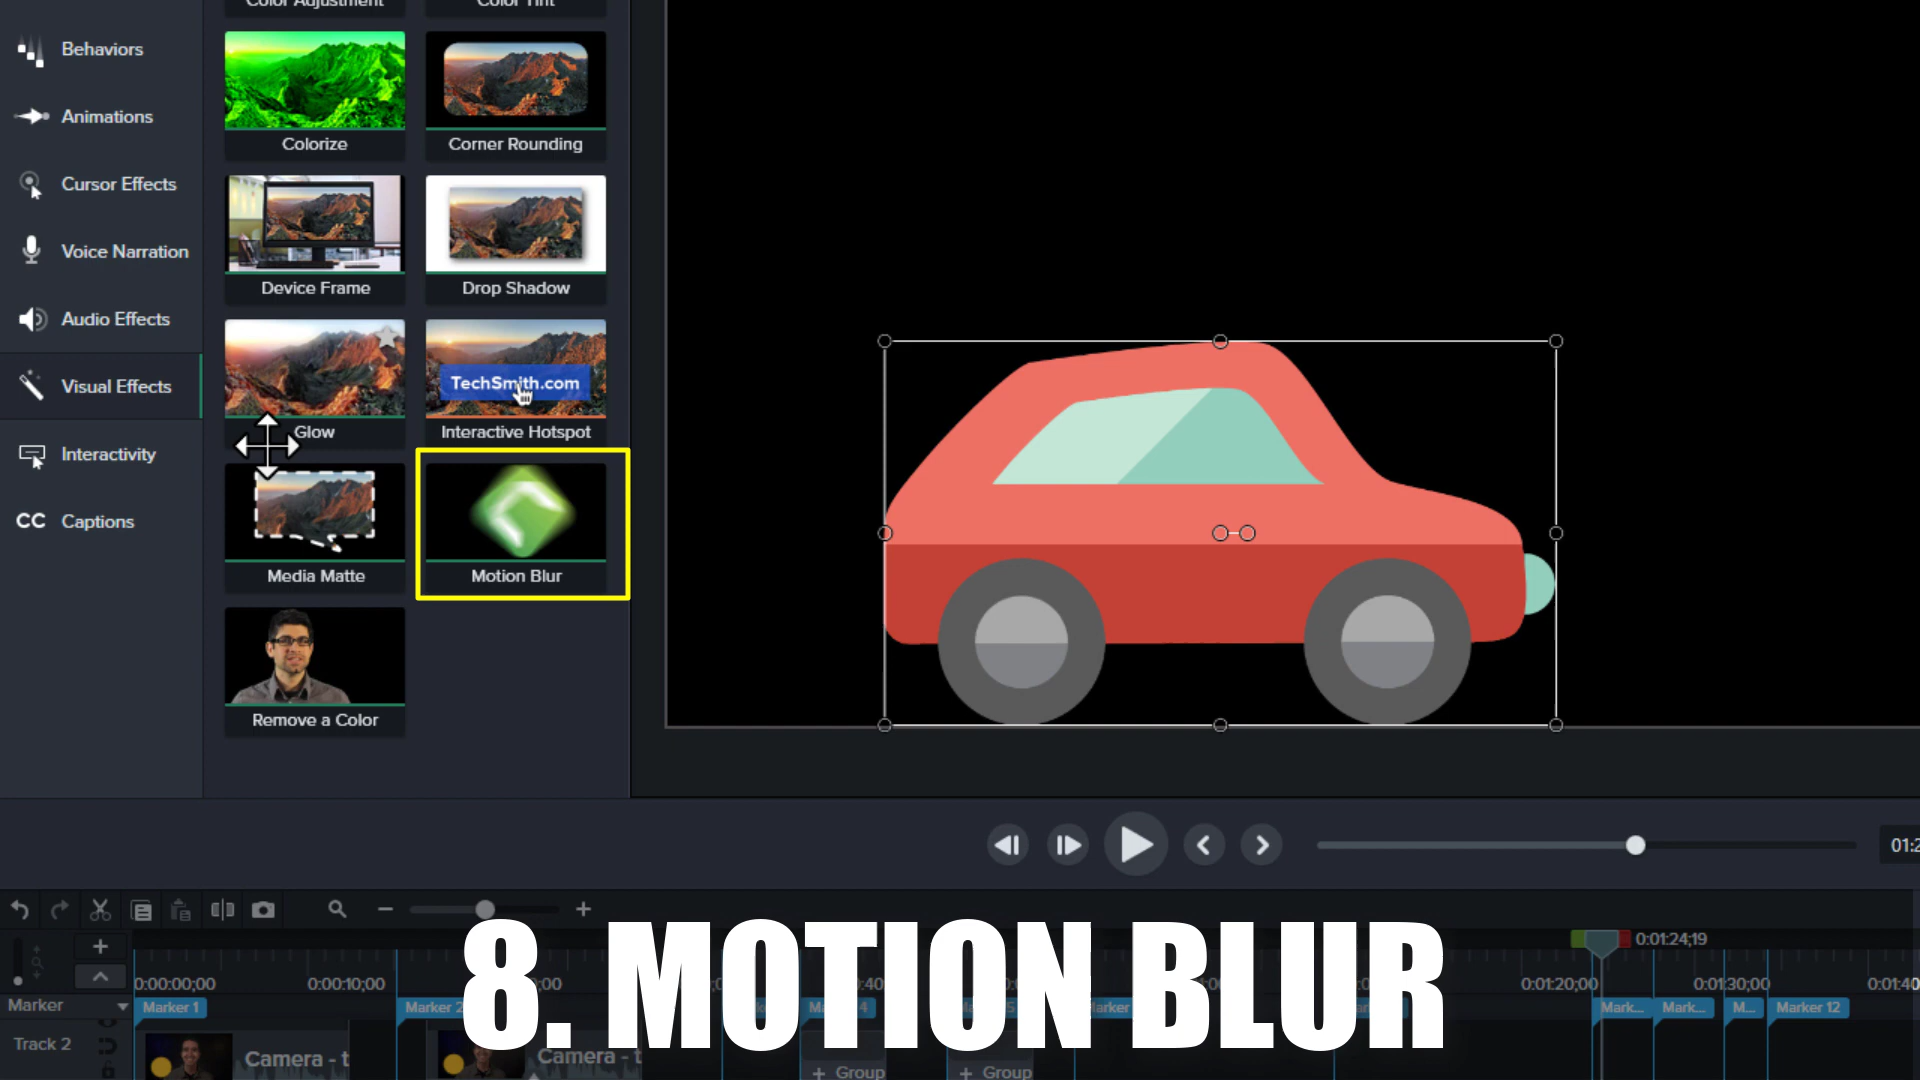 Color Adjustment
Color Tint
Behaviors
Animations
Cursor Effects
Voice Narration
Audio Effects
Visual Effects
Interactivity
CC Captions
Colorize
Corner Rounding
Device Frame
Drop Shadow
TechSmith.com
Glow
Interactive Hotspot
Media Matte
Motion Blur
Remove a Color
01:2
0:01:24;19
0:00:00;00
0:00:10;00
0:01:20;00
0:01:30;00
0:01:40
Marker
Marker 1
Marker 2
Mark...
Mark...
M...
Marker 12
8. MOTION BLUR
Track 2
Camera - t
Camera - t
+ Group
+ Group